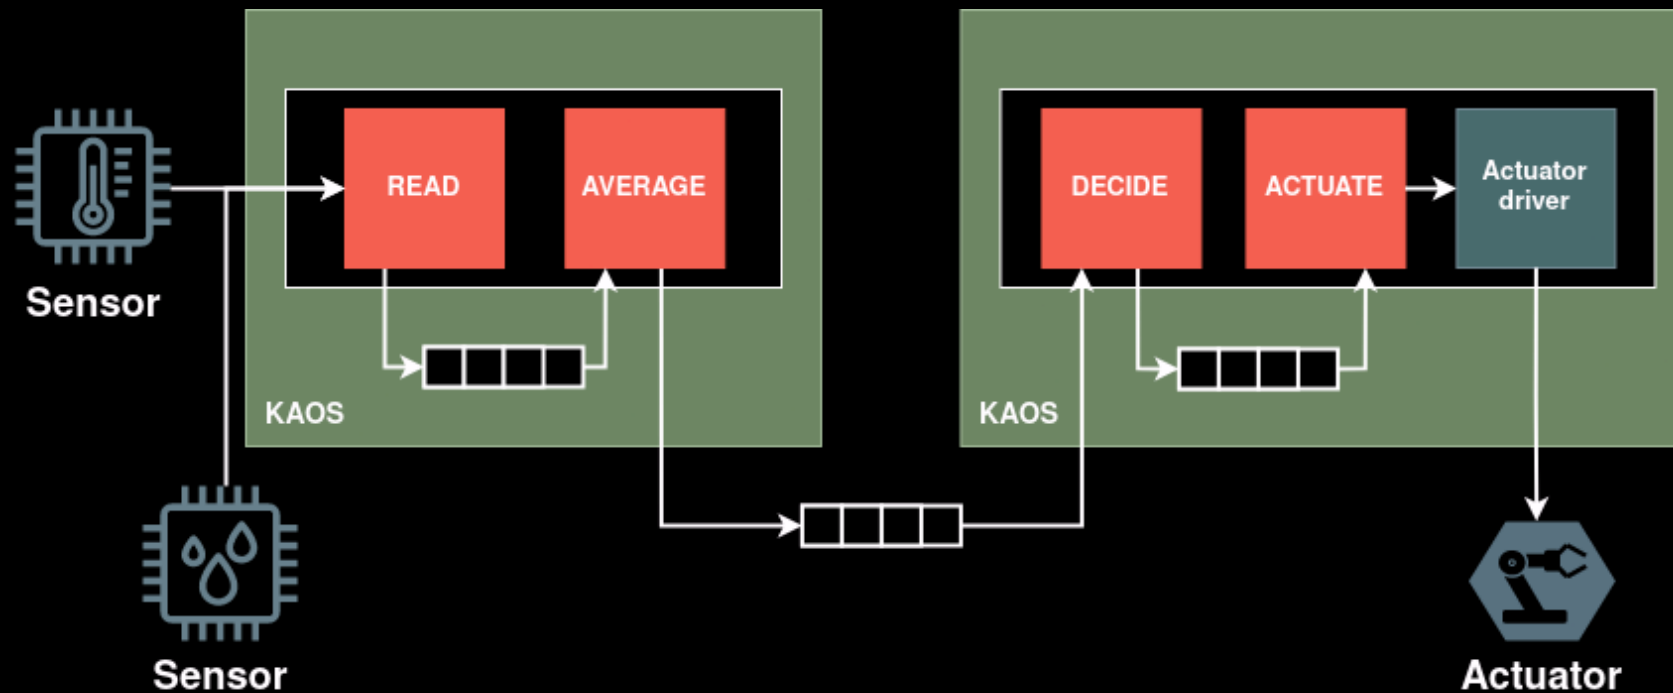 READ
AVERAGE
DECIDE
ACTUATE
Actuator
driver
Sensor
KAOS
KAOS
Sensor
Actuator